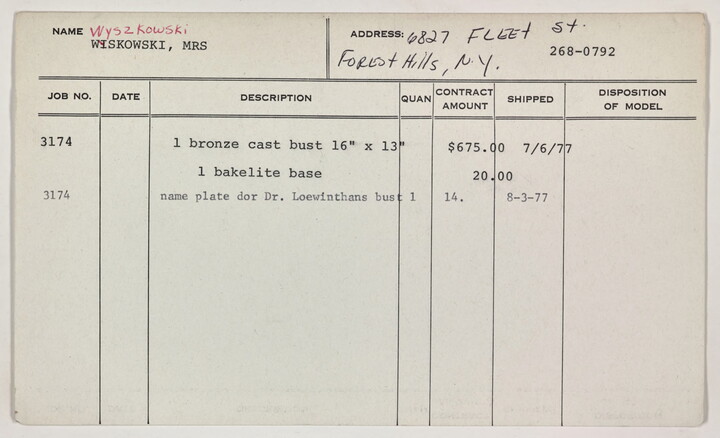 NAME Wyszkowski
WISKOWSKI, MRS
ADDRESS: 6827 FLEET St.
Forest Hills, N.Y.
268-0792
JOB NO. DATE DESCRIPTION QUAN CONTRACT AMOUNT SHIPPED DISPOSITION OF MODEL
3174 1 bronze cast bust 16" x 13" $675.00 7/6/77
1 bakelite base 20.00
3174 name plate dor Dr. Loewinthans bust 1 14. 8-3-77